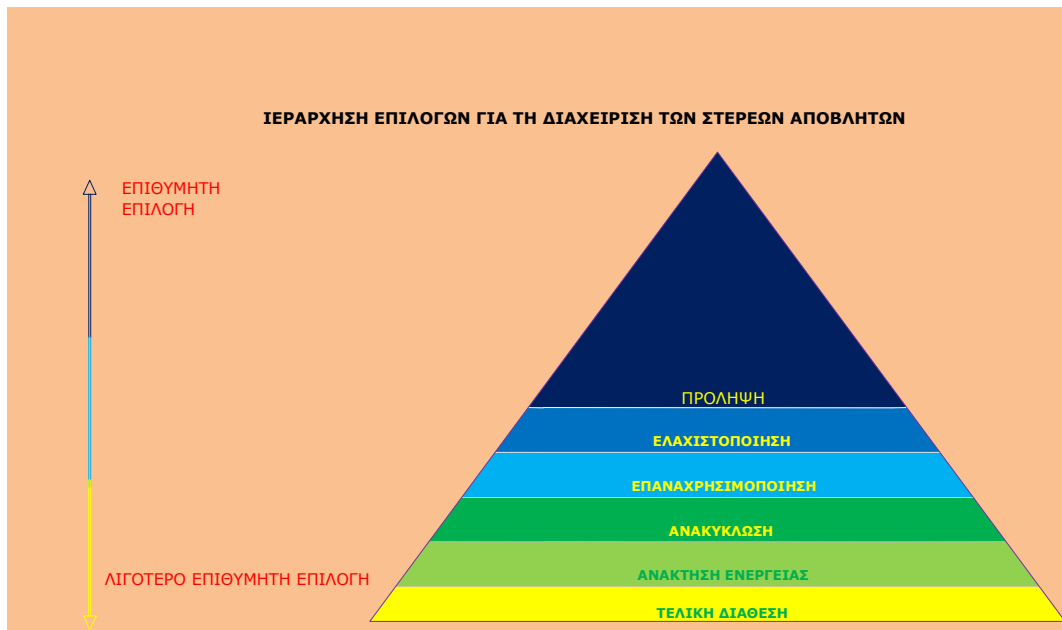 ΙΕΡΑΡΧΗΣΗ ΕΠΙΛΟΓΩΝ ΓΙΑ ΤΗ ΔΙΑΧΕΙΡΙΣΗ ΤΩΝ ΣΤΕΡΕΩΝ ΑΠΟΒΛΗΤΩΝ
ΕΠΙΘΥΜΗΤΗ
ΕΠΙΛΟΓΗ
ΠΡΟΛΗΨΗ
ΕΛΑΧΙΣΤΟΠΟΙΗΣΗ
ΕΠΑΝΑΧΡΗΣΙΜΟΠΟΙΗΣΗ
ΑΝΑΚΥΚΛΩΣΗ
ΛΙΓΟΤΕΡΟ ΕΠΙΘΥΜΗΤΗ ΕΠΙΛΟΓΗ
ΑΝΑΚΤΗΣΗ ΕΝΕΡΓΕΙΑΣ
ΤΕΛΙΚΗ ΔΙΑΘΕΣΗ